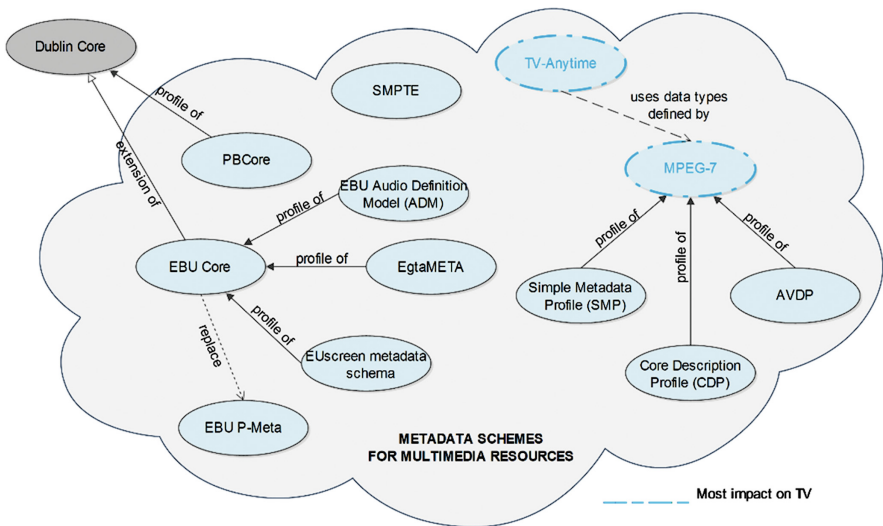 Dublin Core
TV-Anytime
SMPTE
uses data types
defined by
profile of
PBCore
extension of
MPEG-7
EBU Audio Definition
Model (ADM)
profile of
EBU Core
profile of
EgtaMETA
profile of
profile of
profile of
Simple Metadata
Profile (SMP)
AVDP
replace
profile of
EUscreen metadata
schema
Core Description
Profile (CDP)
EBU P-Meta
METADATA SCHEMES
FOR MULTIMEDIA RESOURCES
Most impact on TV